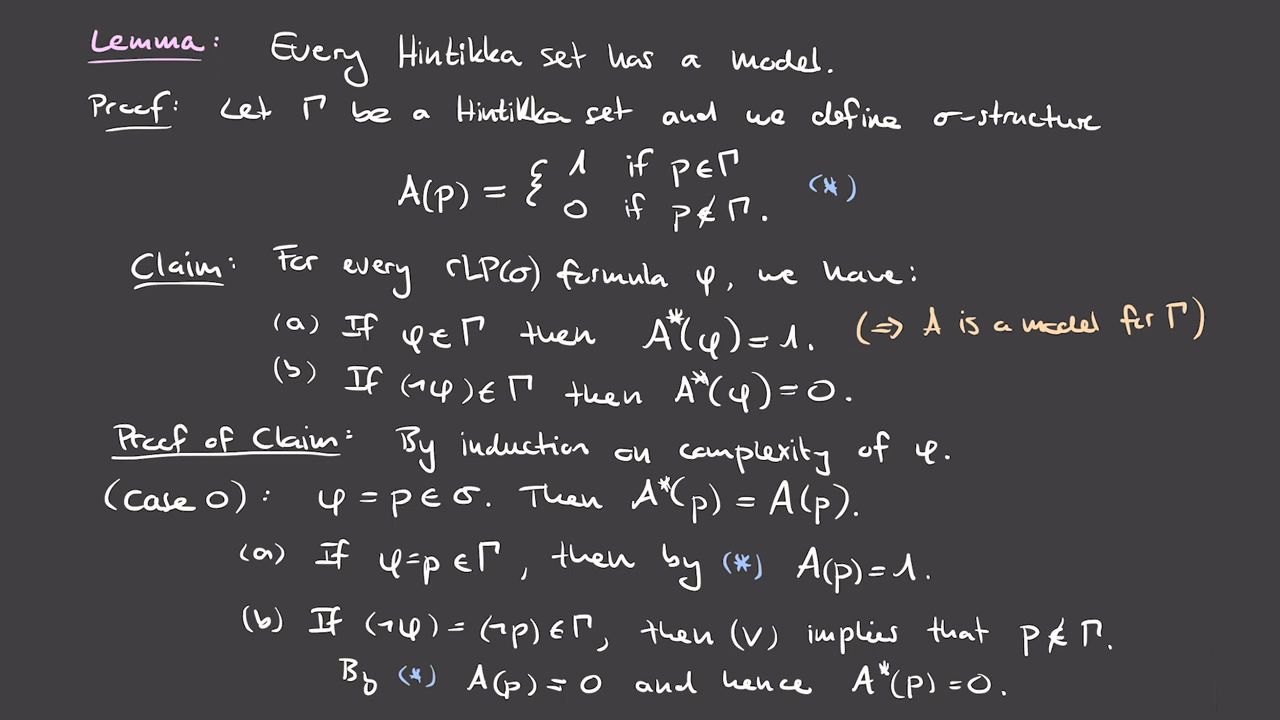 Lemma: Every Hintikka set has a model.
Proof: Let Γ be a Hintikka set and we define σ-structure
A(p) = { 1 if p∈Γ (*)
0 if p∉Γ.
Claim: For every rLP(σ) formula φ, we have:
(a) If φ∈Γ then A*(φ)=1. (⇒ A is a model for Γ)
(b) If (¬φ)∈Γ then A*(φ)=0.
Proof of Claim: By induction on complexity of φ.
(Case 0): φ = p∈σ. Then A*(p) = A(p).
(a) If φ=p∈Γ, then by (*) A(p)=1.
(b) If (¬φ)=(¬p)∈Γ, then (v) implies that p∉Γ.
By (*) A(p)=0 and hence A*(p)=0.